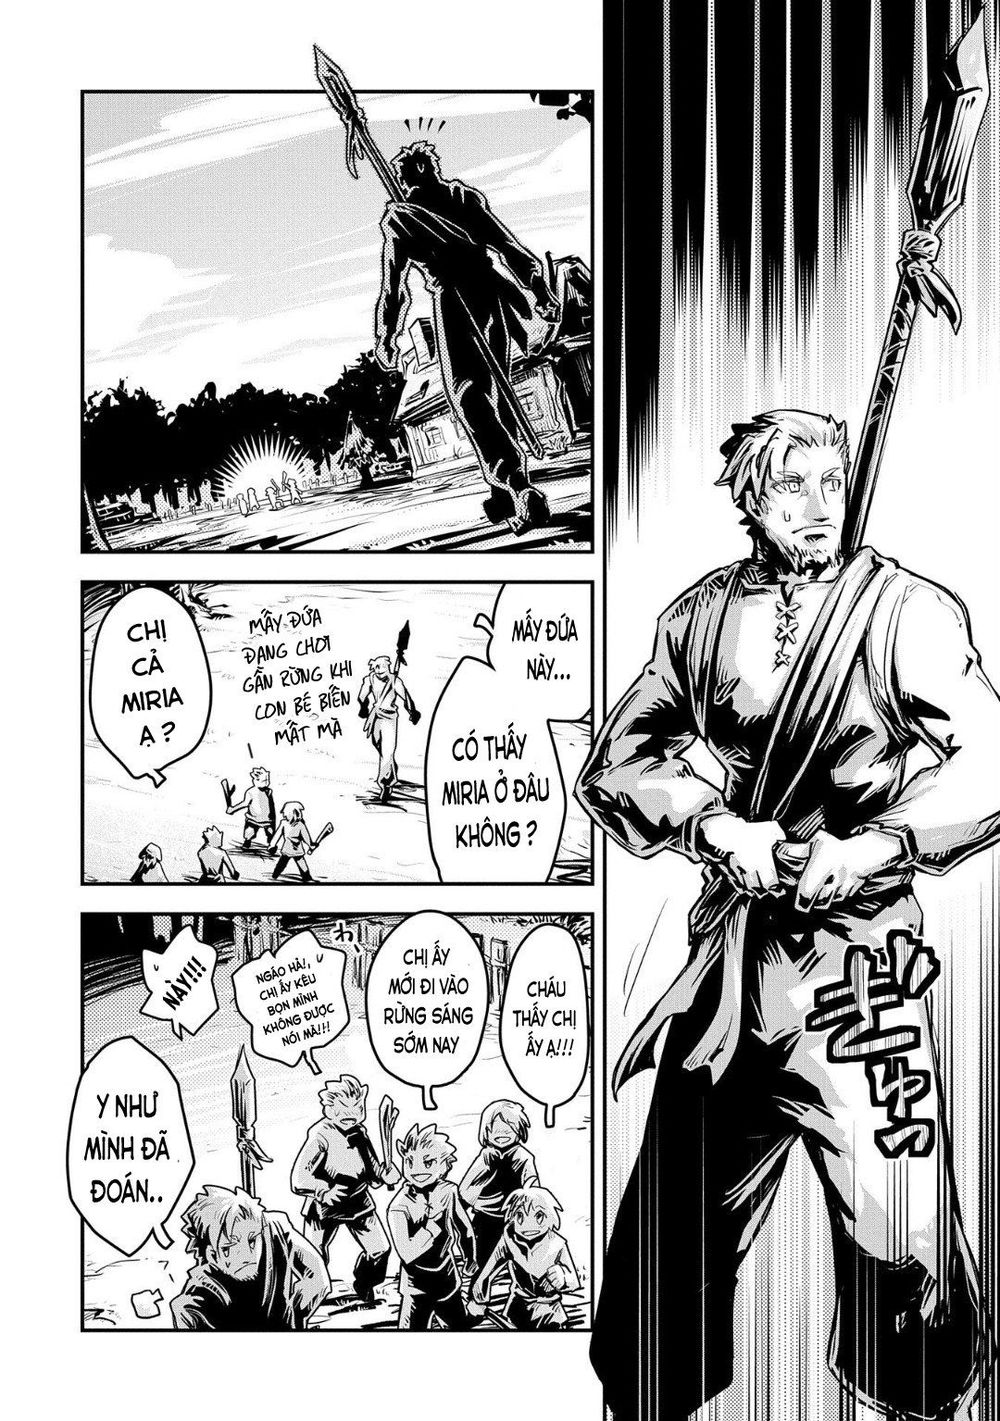 ぎゅっ
MẤY ĐỨA
NÀY...
CÓ THẤY
MIRIA Ở ĐÂU
KHÔNG ?
MẤY ĐỨA
ĐANG CHƠI
GẦN RỪNG KHI
CON BÉ BIẾN
MẤT MÀ
CHỊ
CẢ
MIRIA
Ạ ?
CHÁU
THẤY CHỊ
ẤY Ạ!!!
CHỊ ẤY
MỚI ĐI VÀO
RỪNG SÁNG
SỚM NAY
わ
NGÁO HẢ!,
CHỊ ẤY KÊU
BỌN MÌNH
KHÔNG ĐƯỢC
NÓI MÀ!!!
NÀY!!!!
Y NHƯ
MÌNH ĐÃ
ĐOÁN..